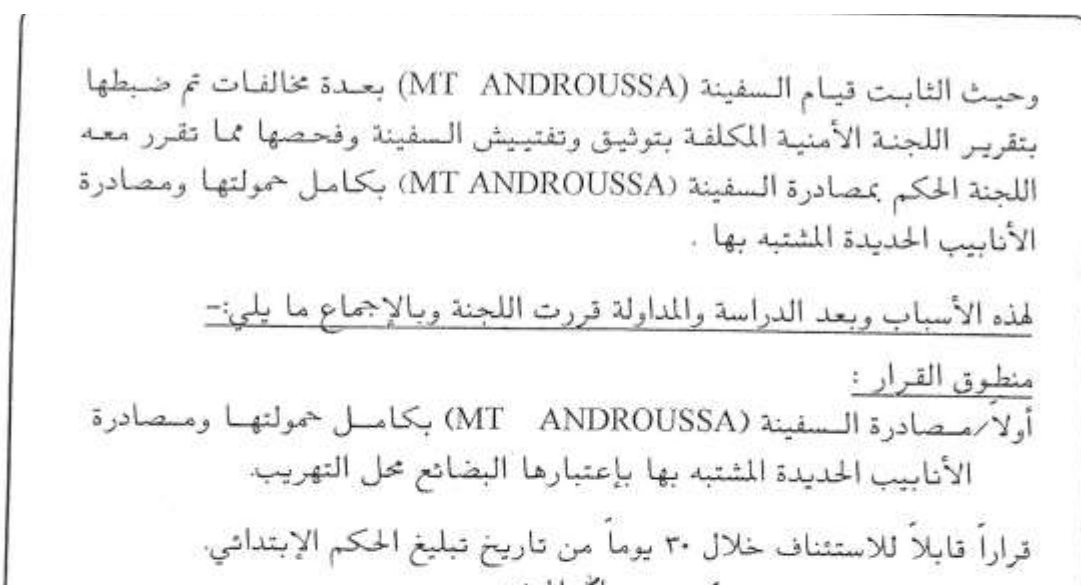 وحيث الثابت قيام السفينة (MT ANDROUSSA) بعدة مخالفات تم ضبطها
بتقرير اللجنة الأمنية المكلفة بتوثيق وتفتيش السفينة وفحصها مما تقرر معه
اللجنة الحكم بمصادرة السفينة (MT ANDROUSSA) بكامل حمولتها ومصادرة
الأنابيب الحديدة المشتبه بها .
لهذه الأسباب وبعد الدراسة والمداولة قررت اللجنة وبالإجماع ما يلي:-
منطوق القرار :
أولاً/مصادرة السفينة (MT ANDROUSSA) بكامل حمولتها ومصادرة
الأنابيب الحديدة المشتبه بها بإعتبارها البضائع محل التهريب.
قراراً قابلاً للاستئناف خلال ٣٠ يوماً من تاريخ تبليغ الحكم الإبتدائي.